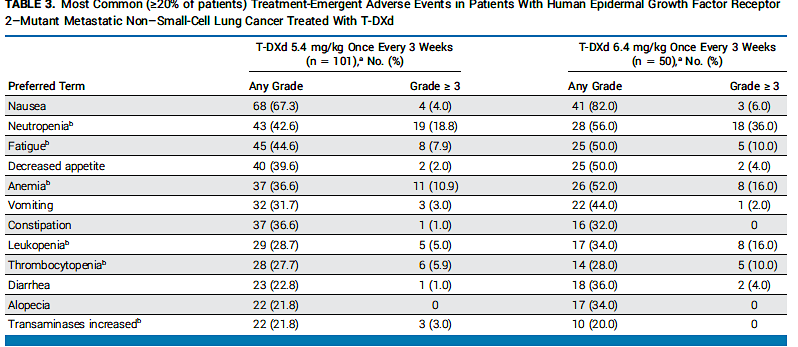 TABLE 3. Most Common (≥20% of patients) Treatment-Emergent Adverse Events in Patients With Human Epidermal Growth Factor Receptor
2–Mutant Metastatic Non–Small-Cell Lung Cancer Treated With T-DXd
T-DXd 5.4 mg/kg Once Every 3 Weeks T-DXd 6.4 mg/kg Once Every 3 Weeks
(n = 101),ᵃ No. (%) (n = 50),ᵃ No. (%)
Preferred Term Any Grade Grade ≥ 3 Any Grade Grade ≥ 3
Nausea 68 (67.3) 4 (4.0) 41 (82.0) 3 (6.0)
Neutropeniaᵇ 43 (42.6) 19 (18.8) 28 (56.0) 18 (36.0)
Fatigueᵇ 45 (44.6) 8 (7.9) 25 (50.0) 5 (10.0)
Decreased appetite 40 (39.6) 2 (2.0) 25 (50.0) 2 (4.0)
Anemiaᵇ 37 (36.6) 11 (10.9) 26 (52.0) 8 (16.0)
Vomiting 32 (31.7) 3 (3.0) 22 (44.0) 1 (2.0)
Constipation 37 (36.6) 1 (1.0) 16 (32.0) 0
Leukopeniaᵇ 29 (28.7) 5 (5.0) 17 (34.0) 8 (16.0)
Thrombocytopeniaᵇ 28 (27.7) 6 (5.9) 14 (28.0) 5 (10.0)
Diarrhea 23 (22.8) 1 (1.0) 18 (36.0) 2 (4.0)
Alopecia 22 (21.8) 0 17 (34.0) 0
Transaminases increasedᵇ 22 (21.8) 3 (3.0) 10 (20.0) 0